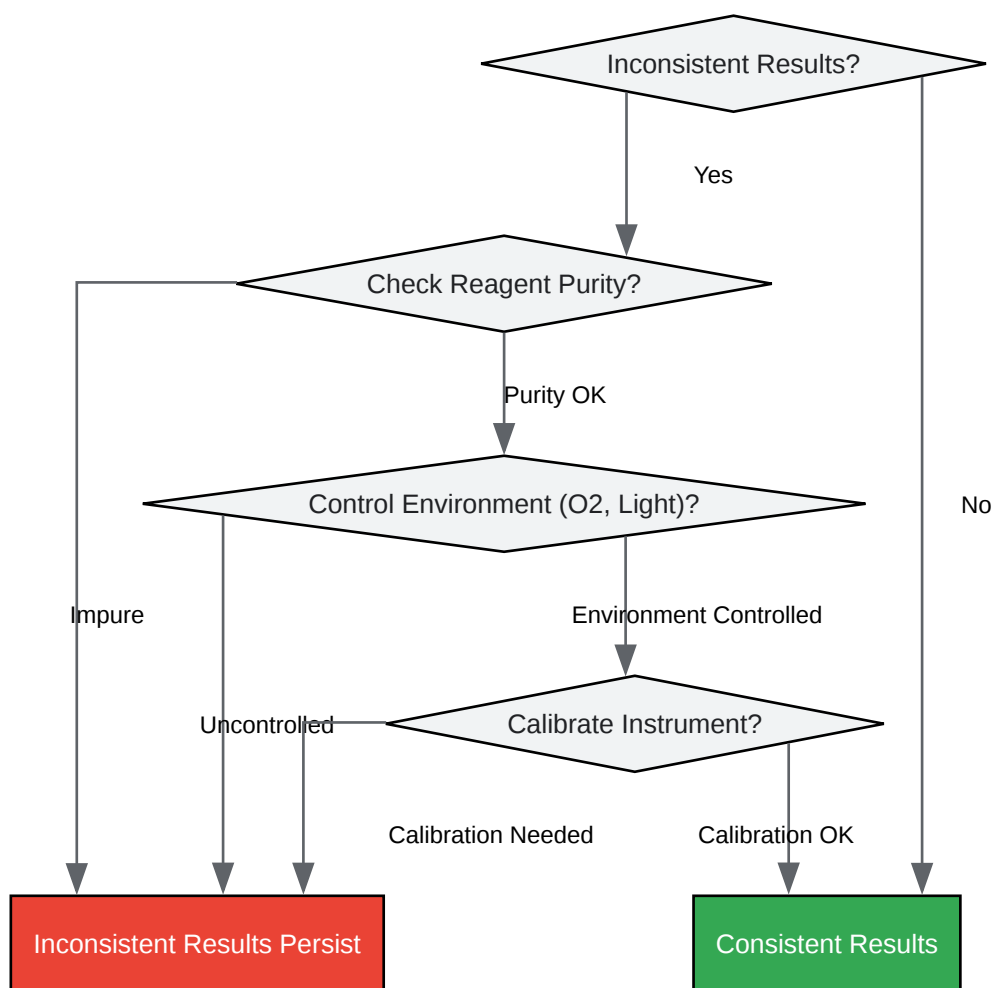 Inconsistent Results?
Yes
Check Reagent Purity?
Purity OK
Control Environment (O2, Light)?
No
Impure
Environment Controlled
Uncontrolled
Calibrate Instrument?
Calibration Needed
Calibration OK
Inconsistent Results Persist
Consistent Results